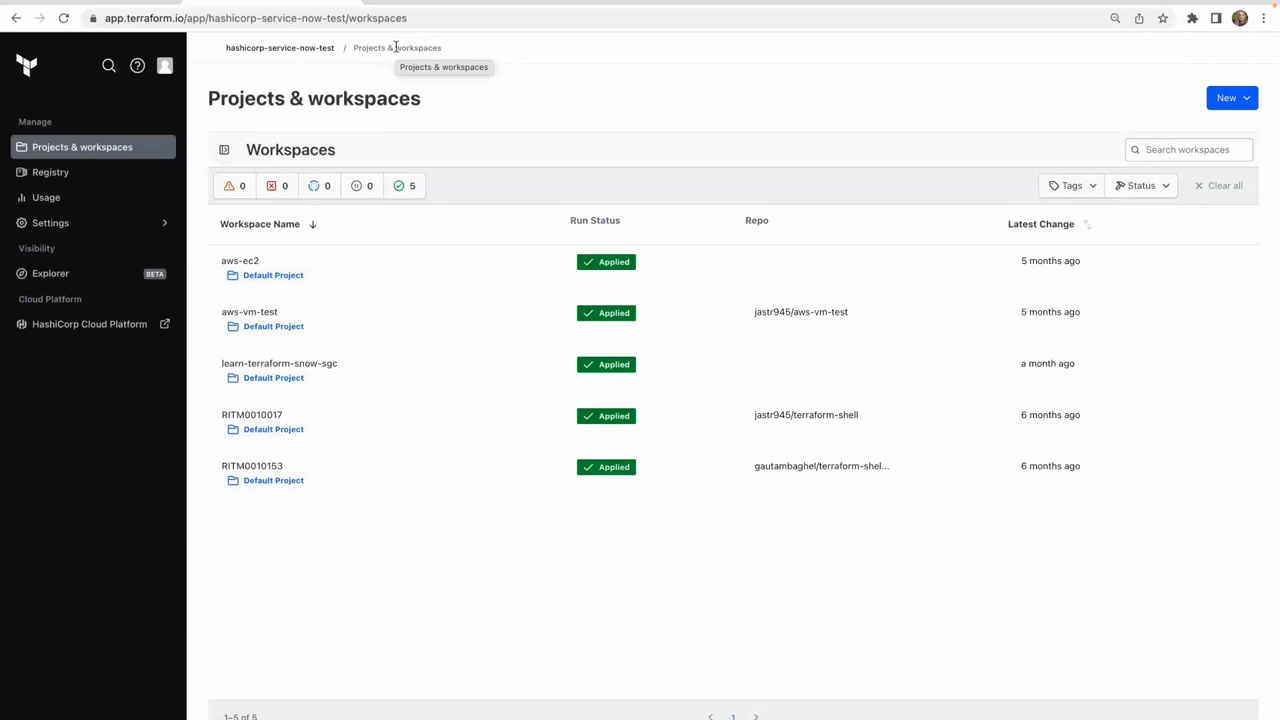 app.terraform.io/app/hashicorp-service-now-test/workspaces
hashicorp-service-now-test / Projects & workspaces
Projects & workspaces
Projects & workspaces
New
Manage
Projects & workspaces
Registry
Usage
Settings
Visibility
Explorer BETA
Cloud Platform
HashiCorp Cloud Platform
Workspaces
Search workspaces
0 0 0 0 5
Tags Status Clear all
Workspace Name Run Status Repo Latest Change
aws-ec2 Applied 5 months ago
Default Project
aws-vm-test Applied jastr945/aws-vm-test 5 months ago
Default Project
learn-terraform-snow-sgc Applied a month ago
Default Project
RITM0010017 Applied jastr945/terraform-shell 6 months ago
Default Project
RITM0010153 Applied gautambaghel/terraform-shel... 6 months ago
Default Project
1–5 of 5 1